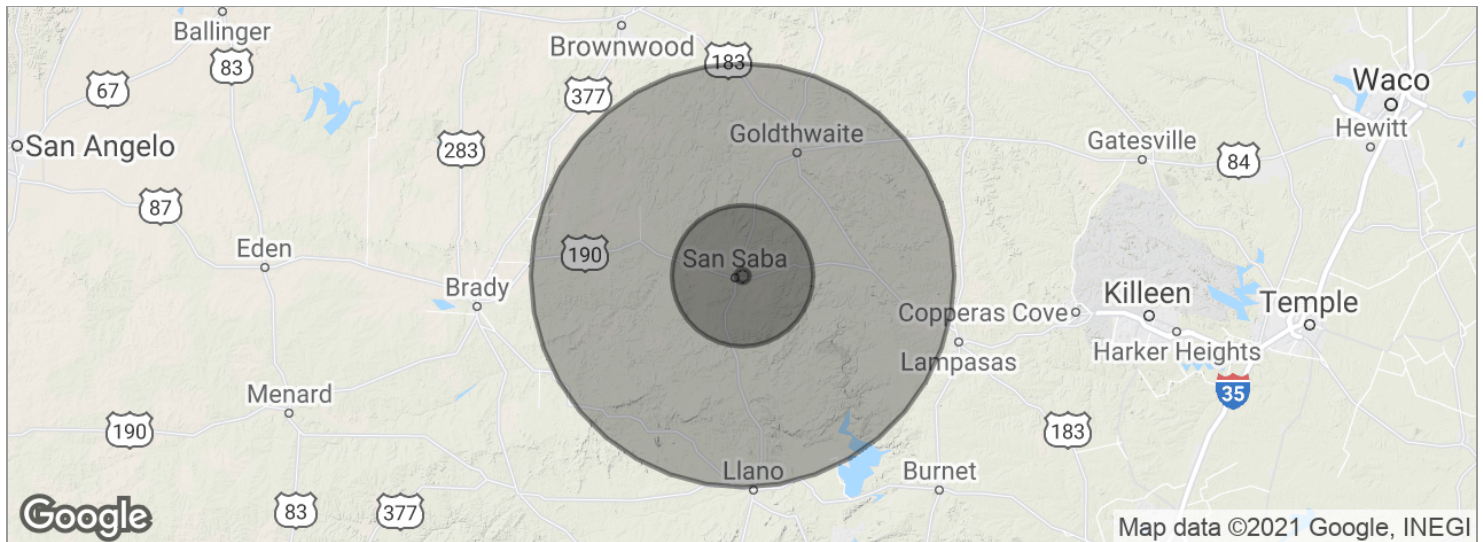 Ballinger
Brownwood
183
83
67
377
Waco
Goldthwaite
Hewitt
San Angelo
283
Gatesville
84
87
Eden
190
San Saba
Brady
Killeen
Temple
Copperas Cove
Harker Heights
Lampasas
Menard
35
190
183
Llano
Burnet
83
377
Google
Map data ©2021 Google, INEGI